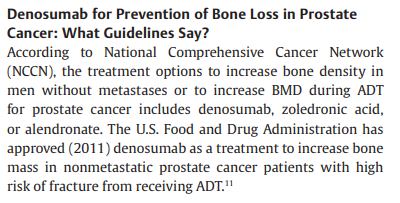 Denosumab for Prevention of Bone Loss in Prostate
Cancer: What Guidelines Say?
According to National Comprehensive Cancer Network
(NCCN), the treatment options to increase bone density in
men without metastases or to increase BMD during ADT
for prostate cancer includes denosumab, zoledronic acid,
or alendronate. The U.S. Food and Drug Administration has
approved (2011) denosumab as a treatment to increase bone
mass in nonmetastatic prostate cancer patients with high
risk of fracture from receiving ADT.¹¹